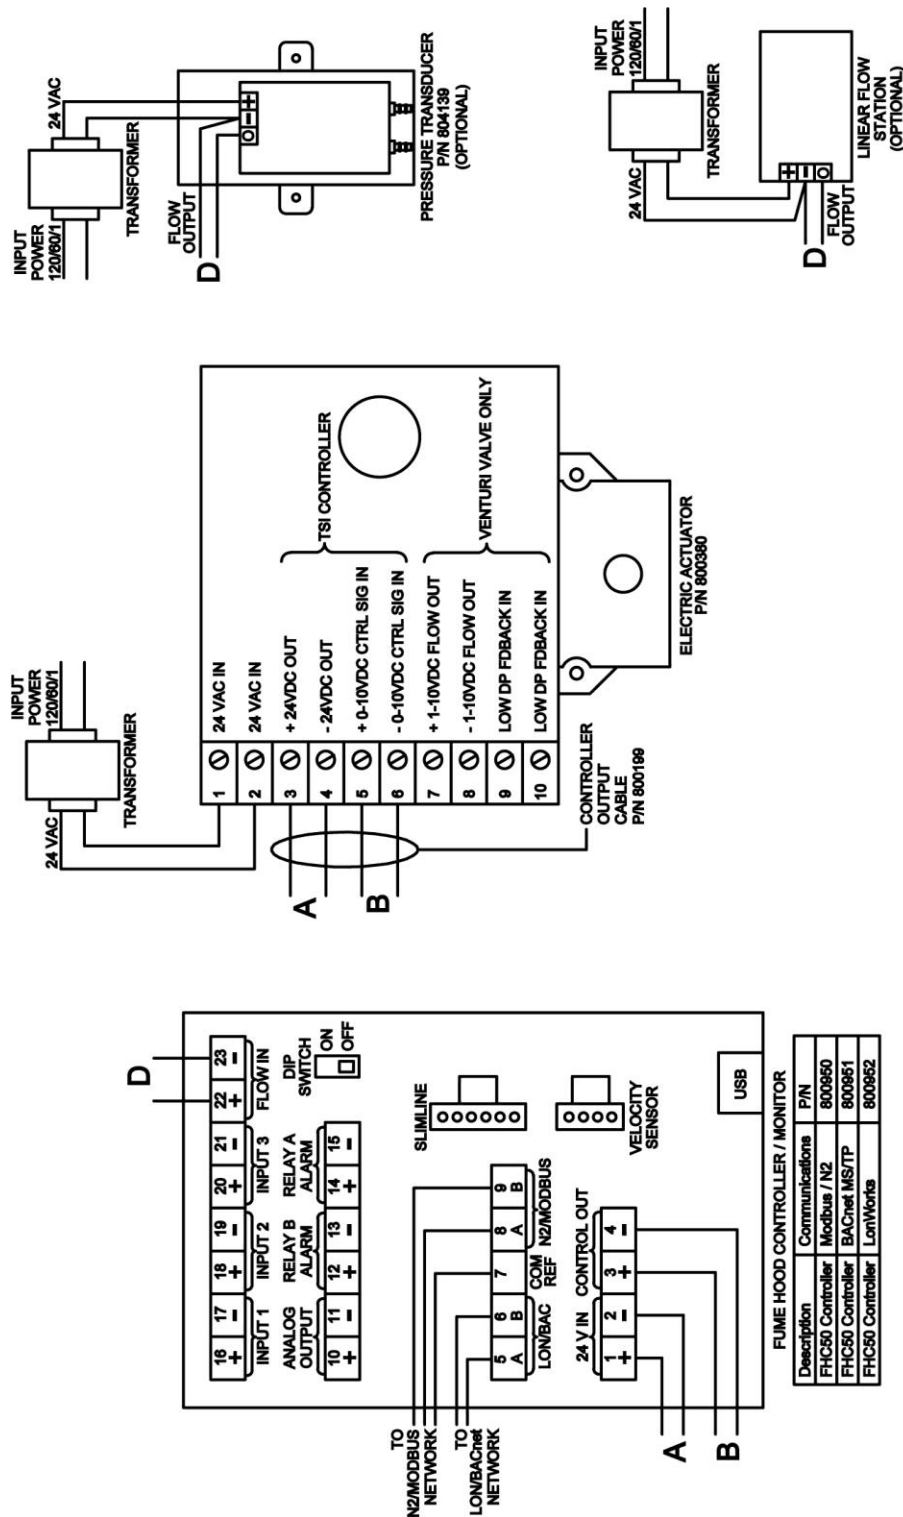 INPUT
POWER
120/60/1
24 VAC
TRANSFORMER
FLOW
OUTPUT
D
+
−
O
PRESSURE TRANSDUCER
P/N 804139
(OPTIONAL)
INPUT
POWER
120/60/1
24 VAC
TRANSFORMER
+
−
O
FLOW
OUTPUT
D
LINEAR FLOW
STATION
(OPTIONAL)
INPUT
POWER
120/60/1
24 VAC
TRANSFORMER
1 24 VAC IN
2 24 VAC IN
3 + 24VDC OUT
4 - 24VDC OUT
5 + 0-10VDC CTRL SIG IN
6 - 0-10VDC CTRL SIG IN
7 + 1-10VDC FLOW OUT
8 - 1-10VDC FLOW OUT
9 LOW DP FDBACK IN
10 LOW DP FDBACK IN
TSI CONTROLLER
VENTURI VALVE ONLY
A
B
CONTROLLER
OUTPUT
CABLE
P/N 800199
ELECTRIC ACTUATOR
P/N 800380
D
16 17 18 19 20 21 22 23
+ − + − + − + −
INPUT 1 INPUT 2 INPUT 3 FLOW IN
ANALOG
OUTPUT
RELAY B
ALARM
RELAY A
ALARM
10 11 12 13 14 15
+ − + − + −
DIP
SWITCH
ON
OFF
SLIMLINE
VELOCITY
SENSOR
TO
N2/MODBUS
NETWORK
TO
LON/BACnet
NETWORK
5 6 7 8 9
A B A B
LON/BAC
COM
REF
N2/MODBUS
24 V IN CONTROL OUT
1 2 3 4
+ − + −
A
B
USB
FUME HOOD CONTROLLER / MONITOR
Description Communications P/N
FHC50 Controller Modbus / N2 800950
FHC50 Controller BACnet MS/TP 800951
FHC50 Controller LonWorks 800952